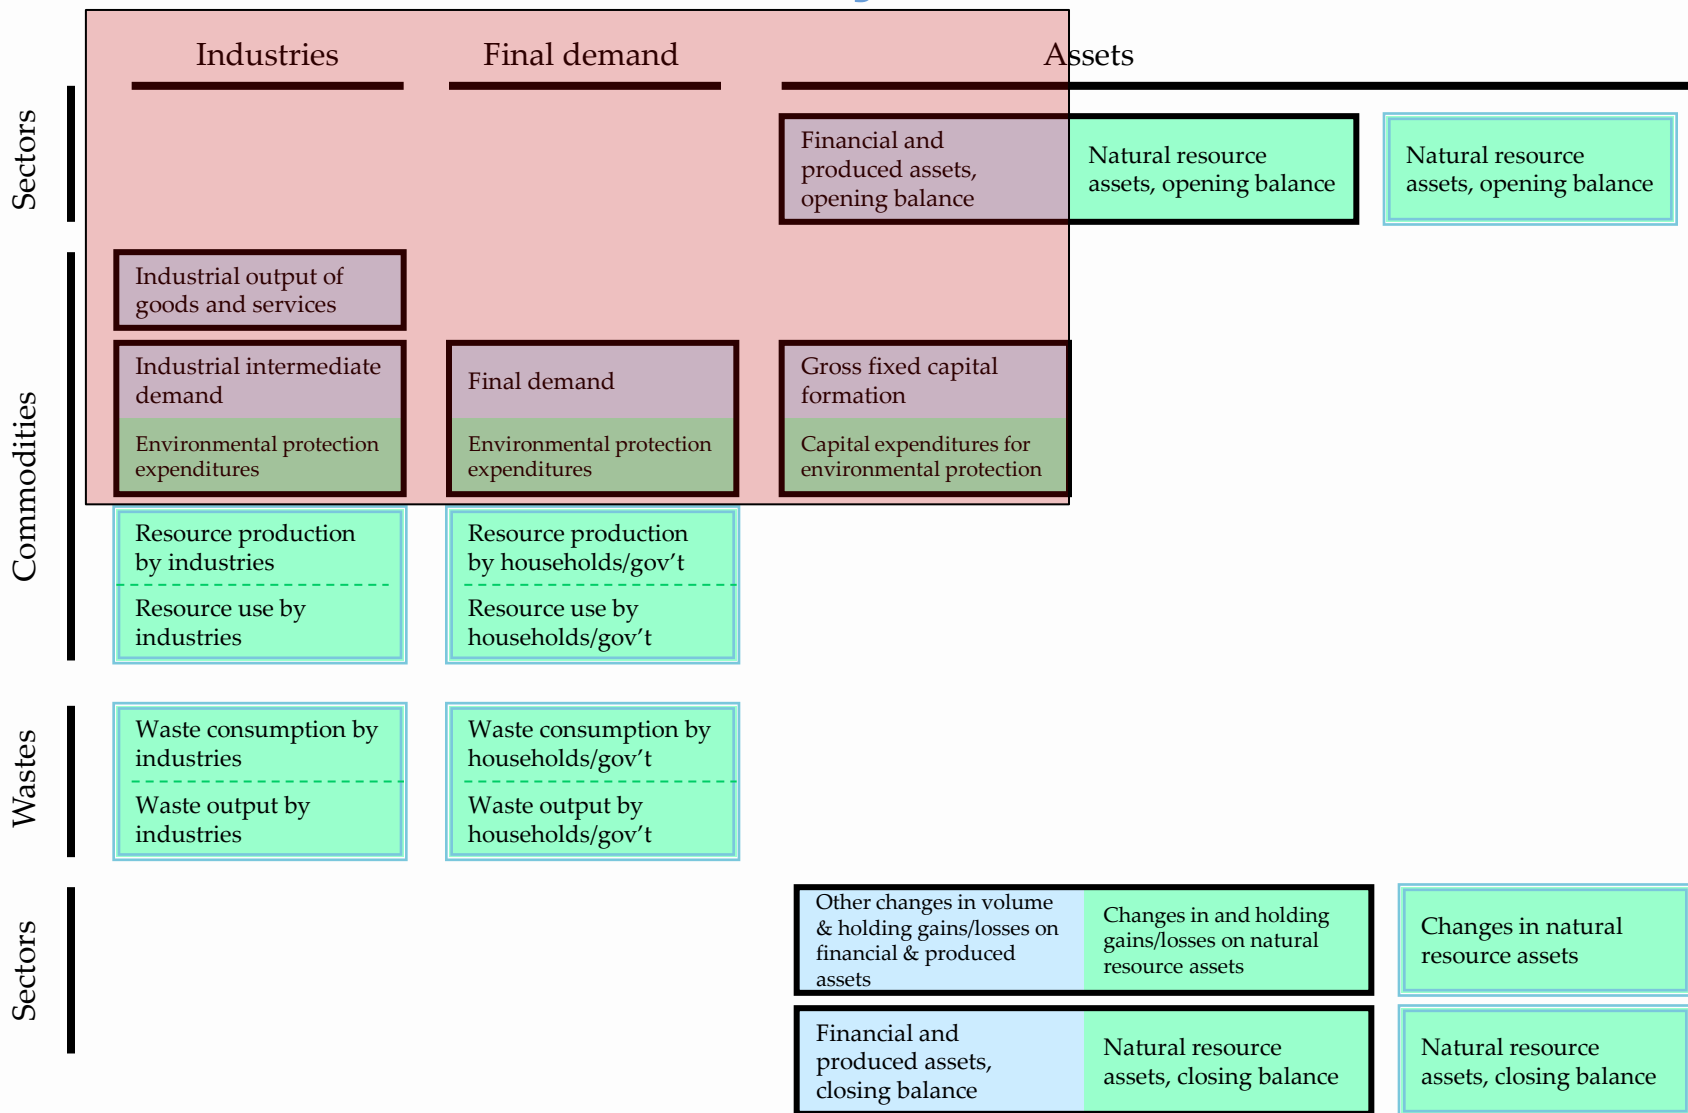 Industries
Final demand
Assets
Sectors
Financial and
produced assets,
opening balance
Natural resource
assets, opening balance
Natural resource
assets, opening balance
Commodities
Industrial output of
goods and services
Industrial intermediate
demand
Environmental protection
expenditures
Final demand
Environmental protection
expenditures
Gross fixed capital
formation
Capital expenditures for
environmental protection
Resource production
by industries
Resource use by
industries
Resource production
by households/gov’t
Resource use by
households/gov’t
Wastes
Waste consumption by
industries
Waste output by
industries
Waste consumption by
households/gov’t
Waste output by
households/gov’t
Sectors
Other changes in volume
& holding gains/losses on
financial & produced
assets
Changes in and holding
gains/losses on natural
resource assets
Changes in natural
resource assets
Financial and
produced assets,
closing balance
Natural resource
assets, closing balance
Natural resource
assets, closing balance